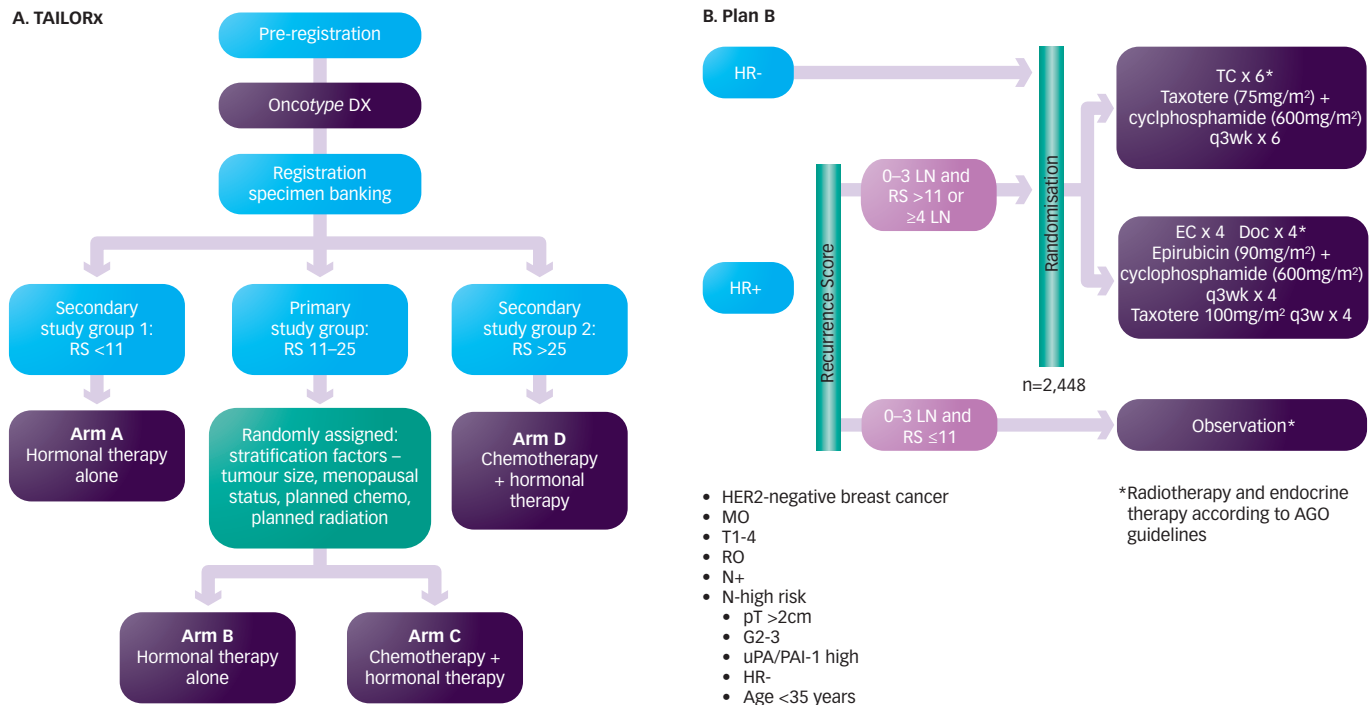 A. TAILORx
Pre-registration
Oncotype DX
Registration
specimen banking
Secondary
study group 1:
RS <11
Primary
study group:
RS 11–25
Secondary
study group 2:
RS >25
Arm A
Hormonal therapy
alone
Randomly assigned:
stratification factors –
tumour size, menopausal
status, planned chemo,
planned radiation
Arm D
Chemotherapy
+ hormonal
therapy
Arm B
Hormonal therapy
alone
Arm C
Chemotherapy +
hormonal therapy
B. Plan B
HR-
HR+
Recurrence Score
0–3 LN and
RS >11 or
≥4 LN
0–3 LN and
RS ≤11
Randomisation
n=2,448
TC x 6*
Taxotere (75mg/m²) +
cyclphosphamide (600mg/m²)
q3wk x 6
EC x 4 Doc x 4*
Epirubicin (90mg/m²) +
cyclophosphamide (600mg/m²)
q3wk x 4
Taxotere 100mg/m² q3w x 4
Observation*
*Radiotherapy and endocrine
therapy according to AGO
guidelines
• HER2-negative breast cancer
• MO
• T1-4
• RO
• N+
• N-high risk
• pT >2cm
• G2-3
• uPA/PAI-1 high
• HR-
• Age <35 years